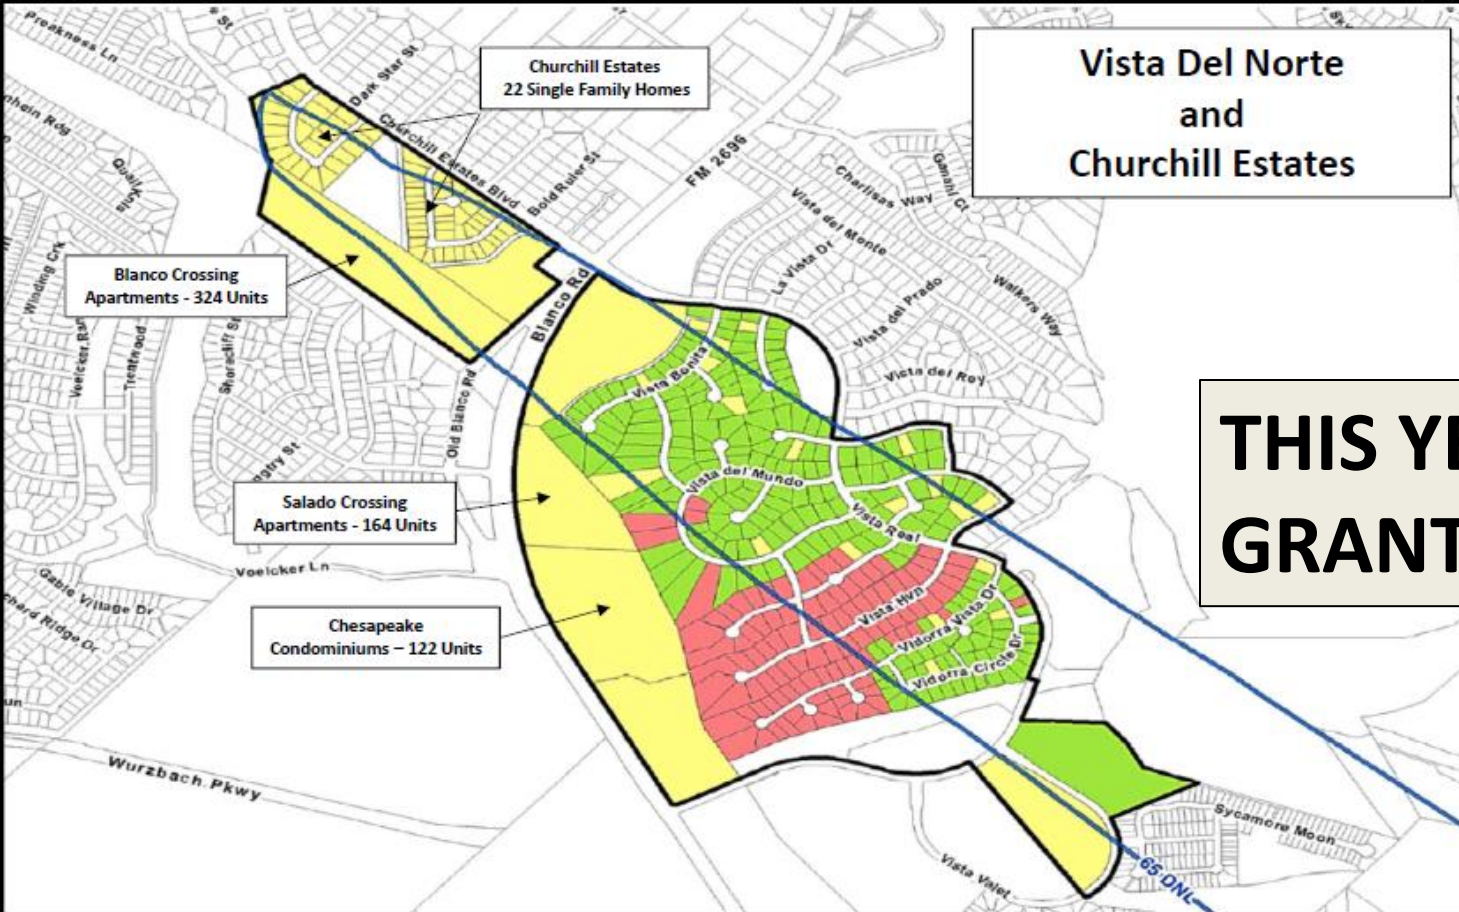 Vista Del Norte
and
Churchill Estates
Churchill Estates
22 Single Family Homes
Preakness Ln
Dark Star St
Churchill Estates Blvd
Bold Ruler St
FM 2696
Charlisas Way
Ganahl Ct
Vista del Monte
La Vista Dr
Walkers Way
Vista del Prado
Vista del Rey
Blanco Crossing
Apartments - 324 Units
Winding Crk
Trentwood
Shorecliff St
Blanco Rd
Old Blanco Rd
Vista Bonita
THIS YE
GRANT
Vista del Mundo
Vista Real
Salado Crossing
Apartments - 164 Units
Voelcker Ln
Gable Village Dr
Chesapeake
Condominiums – 122 Units
Vista Hvn
Vidorra Vista Dr
Vidorra Circle Dr
Wurzbach Pkwy
Sycamore Moon
Vista Valet
65 DNL